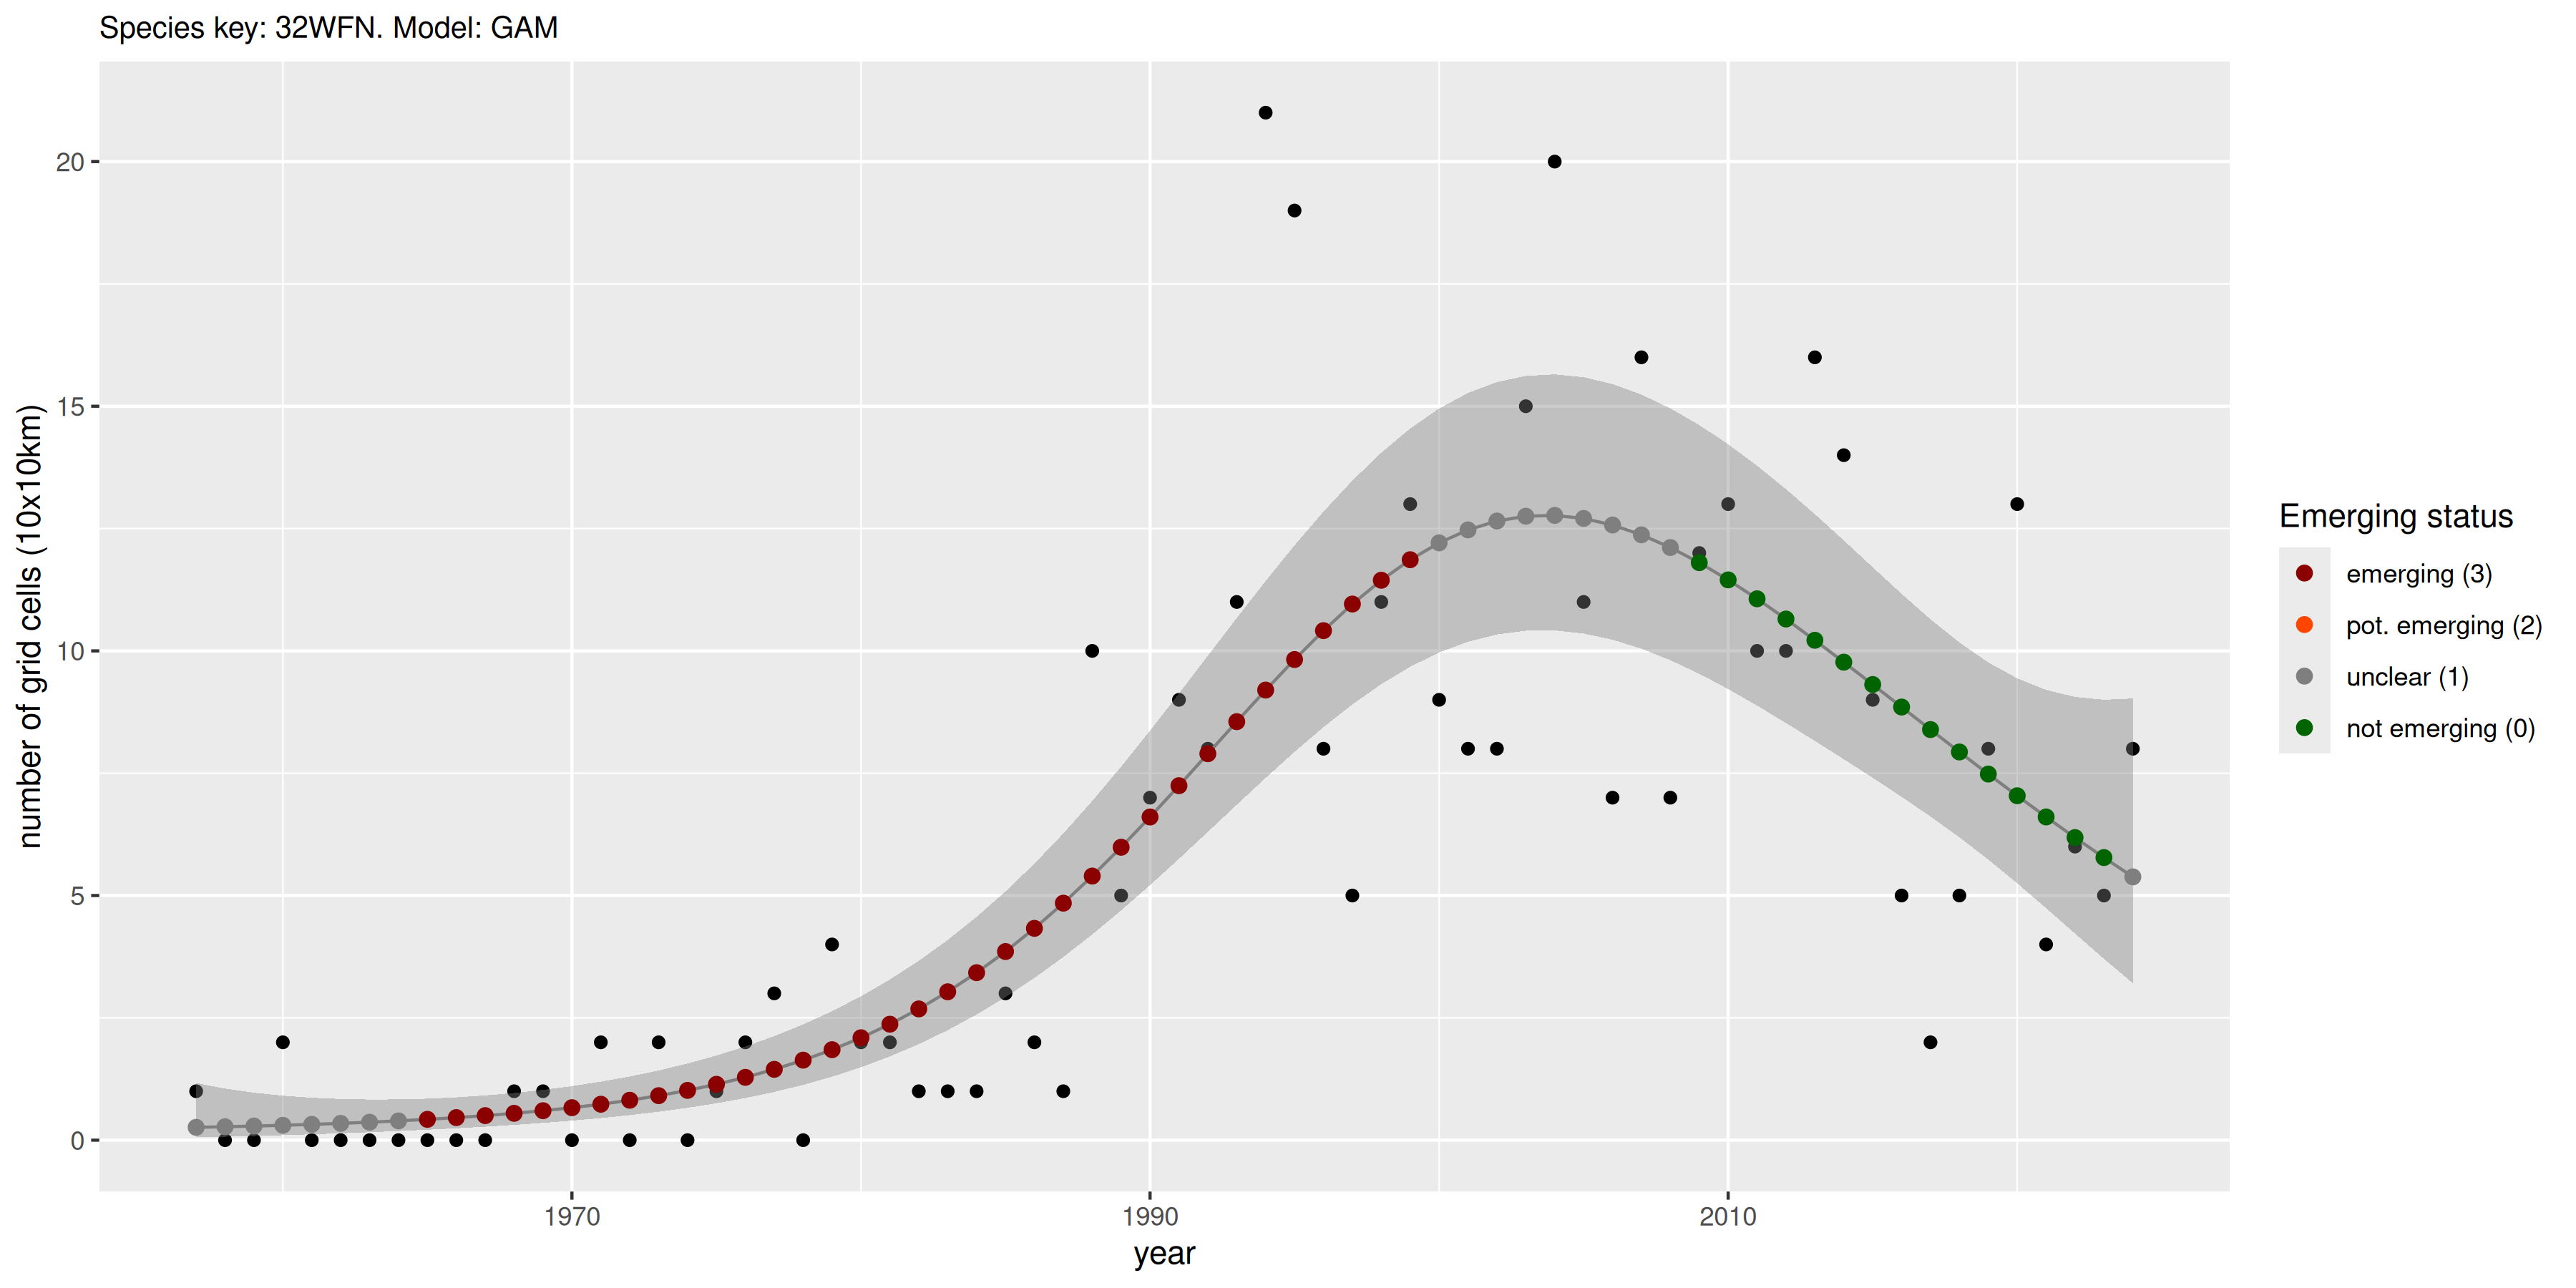 Species key: 32WFN. Model: GAM
number of grid cells (10x10km)
20
15
10
5
0
1970
1990
2010
year
Emerging status
emerging (3)
pot. emerging (2)
unclear (1)
not emerging (0)